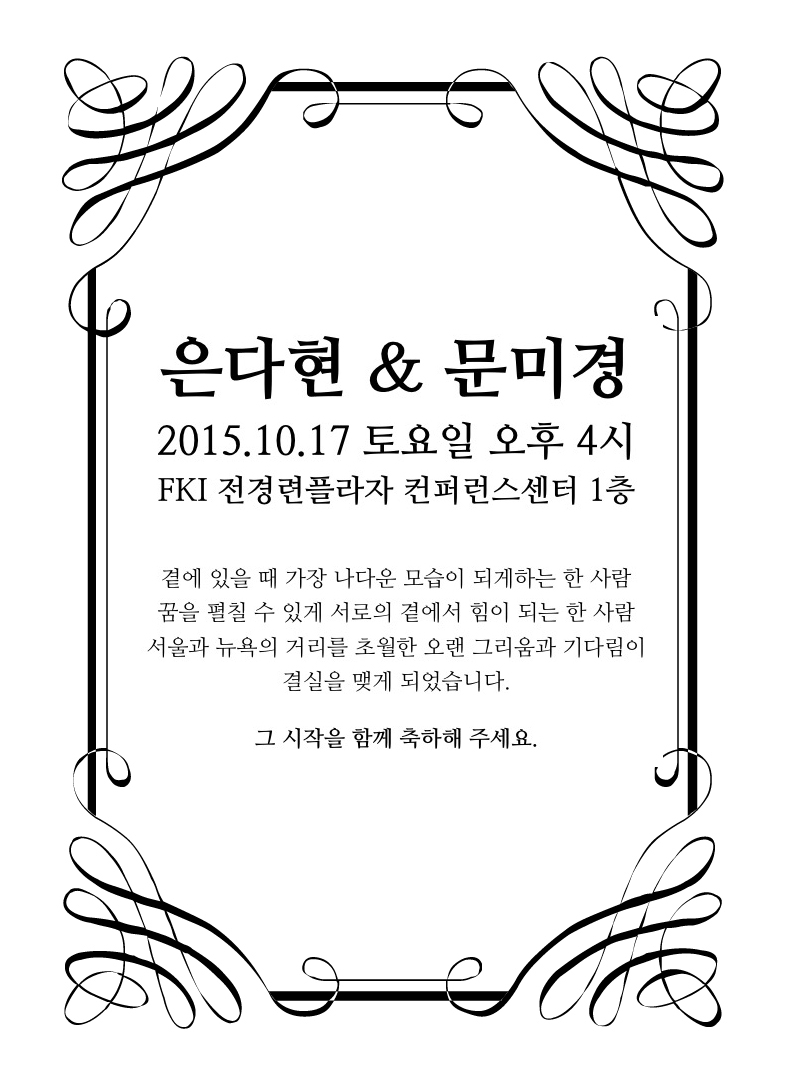 은다현 & 문미경
2015.10.17 토요일 오후 4시
FKI 전경련플라자 컨퍼런스센터 1층
곁에 있을 때 가장 나다운 모습이 되게하는 한 사람
꿈을 펼칠 수 있게 서로의 곁에서 힘이 되는 한 사람
서울과 뉴욕의 거리를 초월한 오랜 그리움과 기다림이
결실을 맺게 되었습니다.
그 시작을 함께 축하해 주세요.